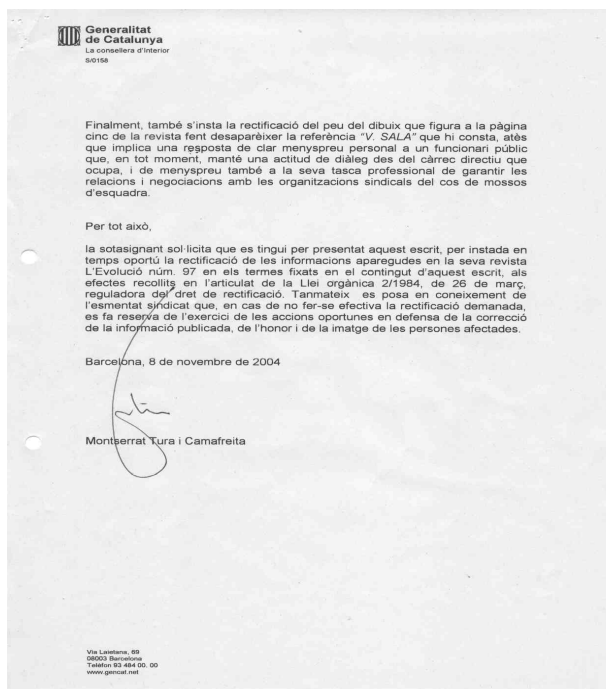 Generalitat
de Catalunya
La consellera d'Interior
S/0158
Finalment, també s'insta la rectificació del peu del dibuix que figura a la pàgina
cinc de la revista fent desaparèixer la referència "V. SALA" que hi consta, atès
que implica una resposta de clar menyspreu personal a un funcionari públic
que, en tot moment, manté una actitud de diàleg des del càrrec directiu que
ocupa, i de menyspreu també a la seva tasca professional de garantir les
relacions i negociacions amb les organitzacions sindicals del cos de mossos
d'esquadra.
Per tot això,
la sotasignant sol·licita que es tingui per presentat aquest escrit, per instada en
temps oportú la rectificació de les informacions aparegudes en la seva revista
L'Evolució núm. 97 en els termes fixats en el contingut d'aquest escrit, als
efectes recollits en l'articulat de la Llei orgànica 2/1984, de 26 de març,
reguladora del dret de rectificació. Tanmateix es posa en coneixement de
l'esmentat sindicat que, en cas de no fer-se efectiva la rectificació demanada,
es fa reserva de l'exercici de les accions oportunes en defensa de la correcció
de la informació publicada, de l'honor i de la imatge de les persones afectades.
Barcelona, 8 de novembre de 2004
Montserrat Tura i Camafreita
Via Laietana, 69
08003 Barcelona
Telèfon 93 484 00. 00
www.gencat.net